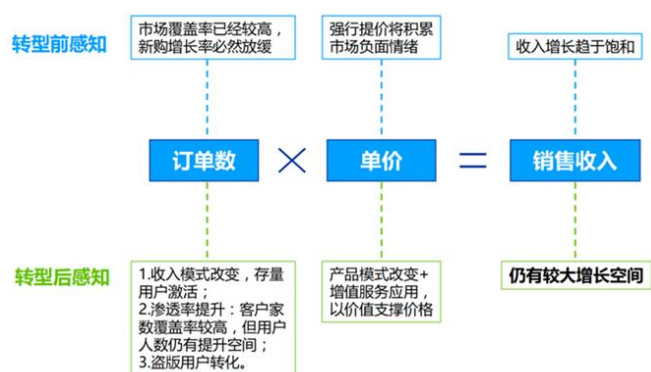 转型前感知
市场覆盖率已经较高，
新购增长率必然放缓
强行提价将积累
市场负面情绪
收入增长趋于饱和
订单数
×
单价
=
销售收入
转型后感知
1.收入模式改变，存量
用户激活；
2.渗透率提升：客户家
数覆盖率较高，但用户
人数仍有提升空间；
3.盗版用户转化。
产品模式改变+
增值服务应用，
以价值支撑价格
仍有较大增长空间